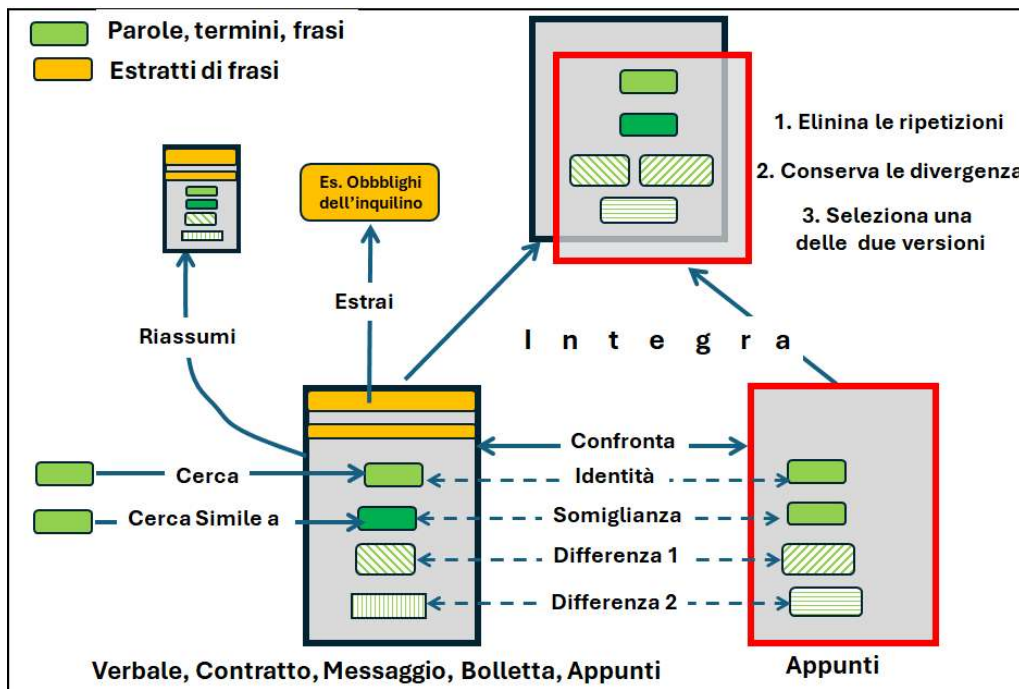 Parole, termini, frasi
Estratti di frasi
Es. Obbblighi
dell'inquilino
1. Elinina le ripetizioni
2. Conserva le divergenza
3. Seleziona una
delle due versioni
Estrai
Riassumi
I n t e g r a
Confronta
Cerca
Identità
Cerca Simile a
Somiglianza
Differenza 1
Differenza 2
Verbale, Contratto, Messaggio, Bolletta, Appunti
Appunti